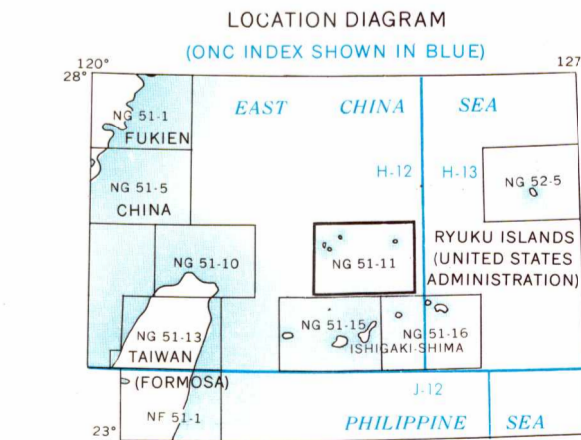 LOCATION DIAGRAM
(ONC INDEX SHOWN IN BLUE)
120°
127
28°
NG 51-1
FUKIEN
EAST CHINA SEA
NG 51-5
CHINA
H-12
H-13
NG 52-5
NG 51-10
NG 51-11
RYUKU ISLANDS
(UNITED STATES
ADMINISTRATION)
NG 51-13
TAIWAN
(FORMOSA)
NG 51-15
NG 51-16
ISHIGAKI-SHIMA
NF 51-1
J-12
23°
PHILIPPINE SEA